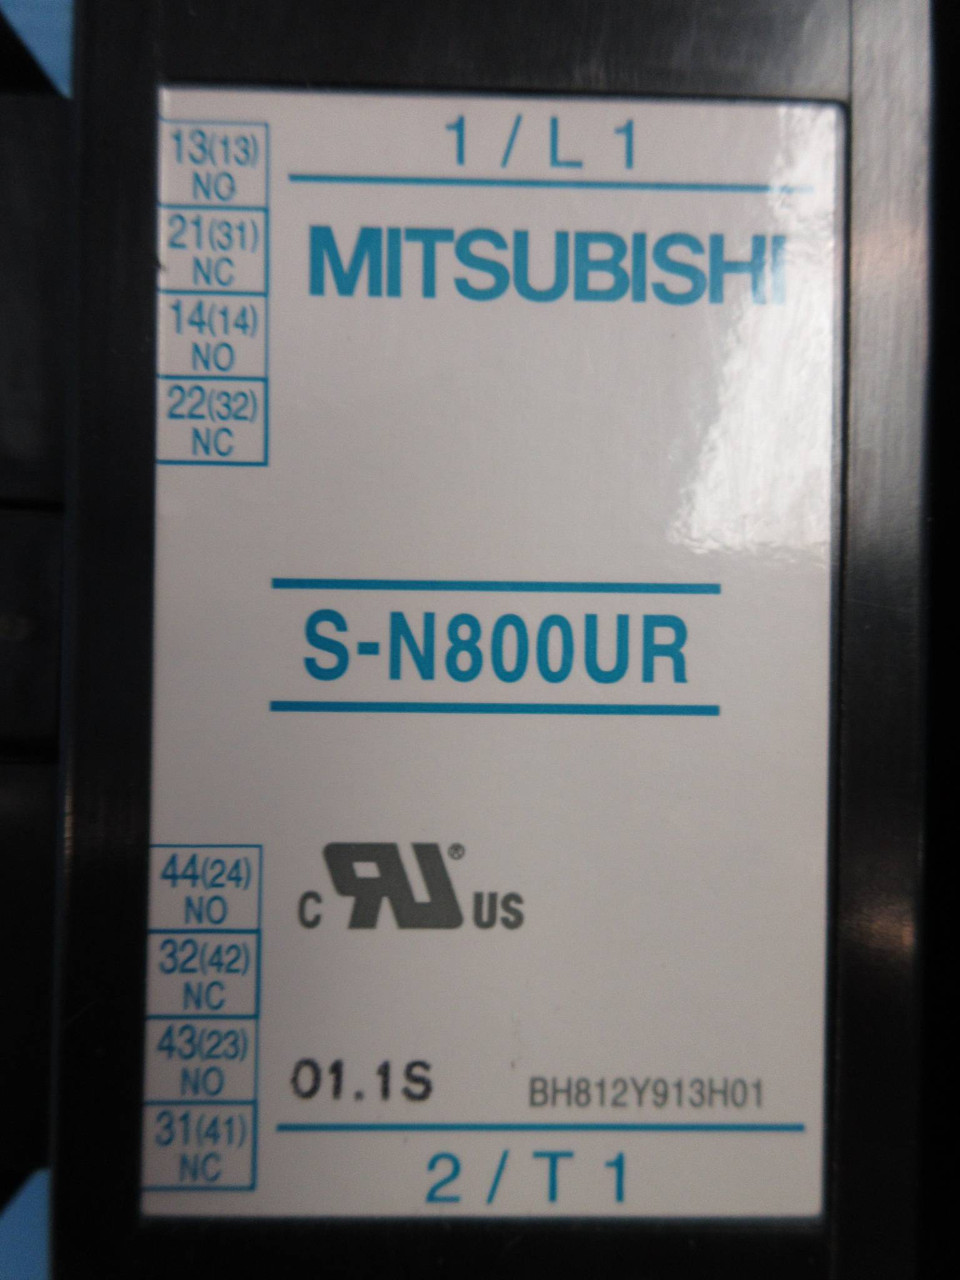 1/L1
13(13)
NO
21(31)
NC
14(14)
NO
22(32)
NC
MITSUBISHI
S-N800UR
44(24)
NO
32(42)
NC
43(23)
NO
31(41)
NC
c RU® US
01.1S
BH812Y913H01
2/T1